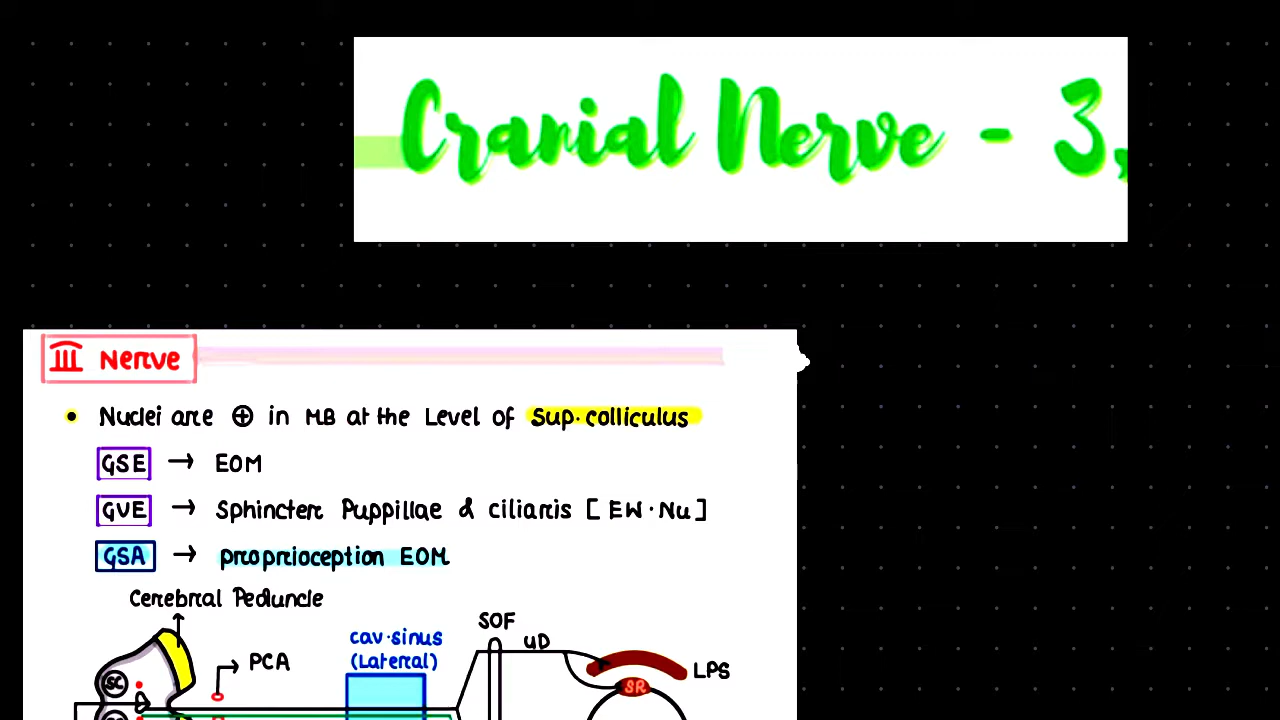 Cranial Nerve - 3,
III Nerve
• Nuclei are ⊕ in MB at the Level of Sup. colliculus
GSE → EOM
GVE → Sphincter Puppillae & ciliaris [EW. Nu]
GSA → proprioception EOM
Cerebral Peduncle
SOF
UD
cav. sinus
(Lateral)
PCA
LPS
SC
SR